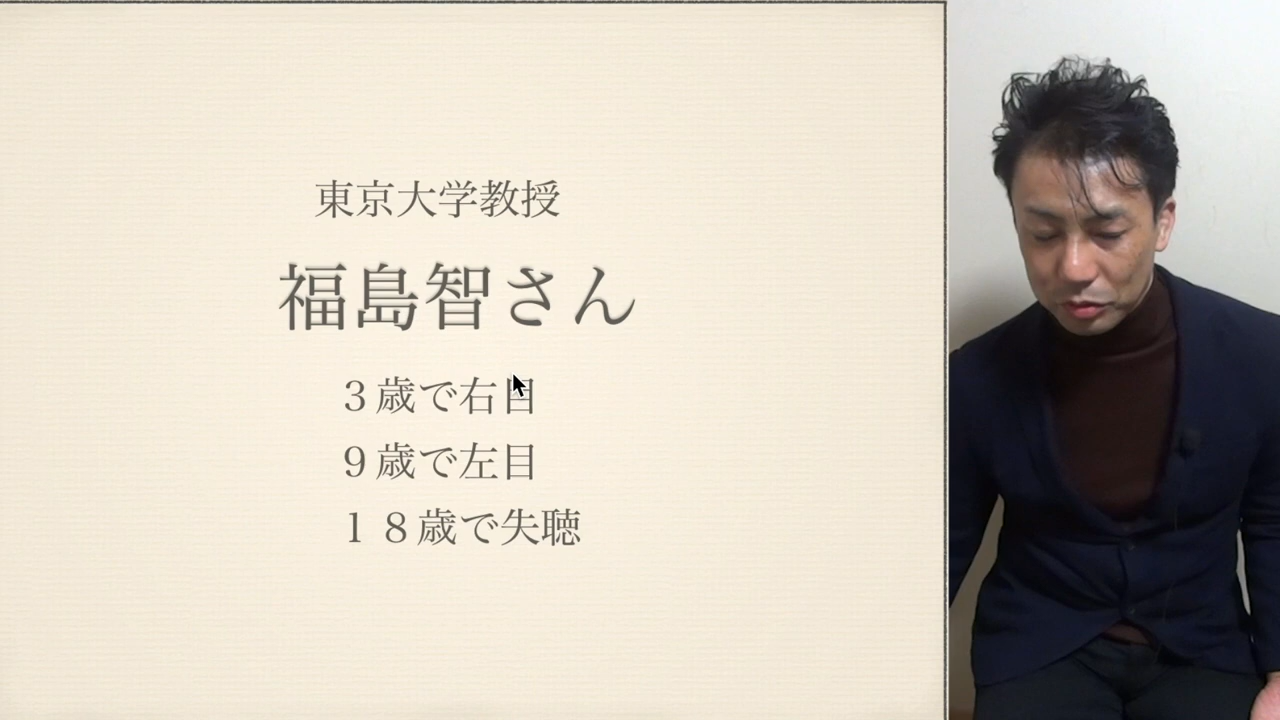 東京大学教授
福島智さん
３歳で右目
９歳で左目
１８歳で失聴